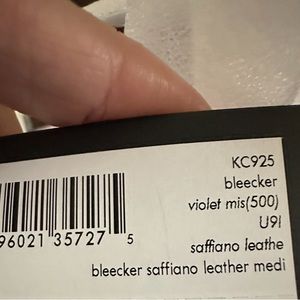 KC925
bleecker
violet mis(500)
U9I
saffiano leathe
bleecker saffiano leather medi
96021 35727 5